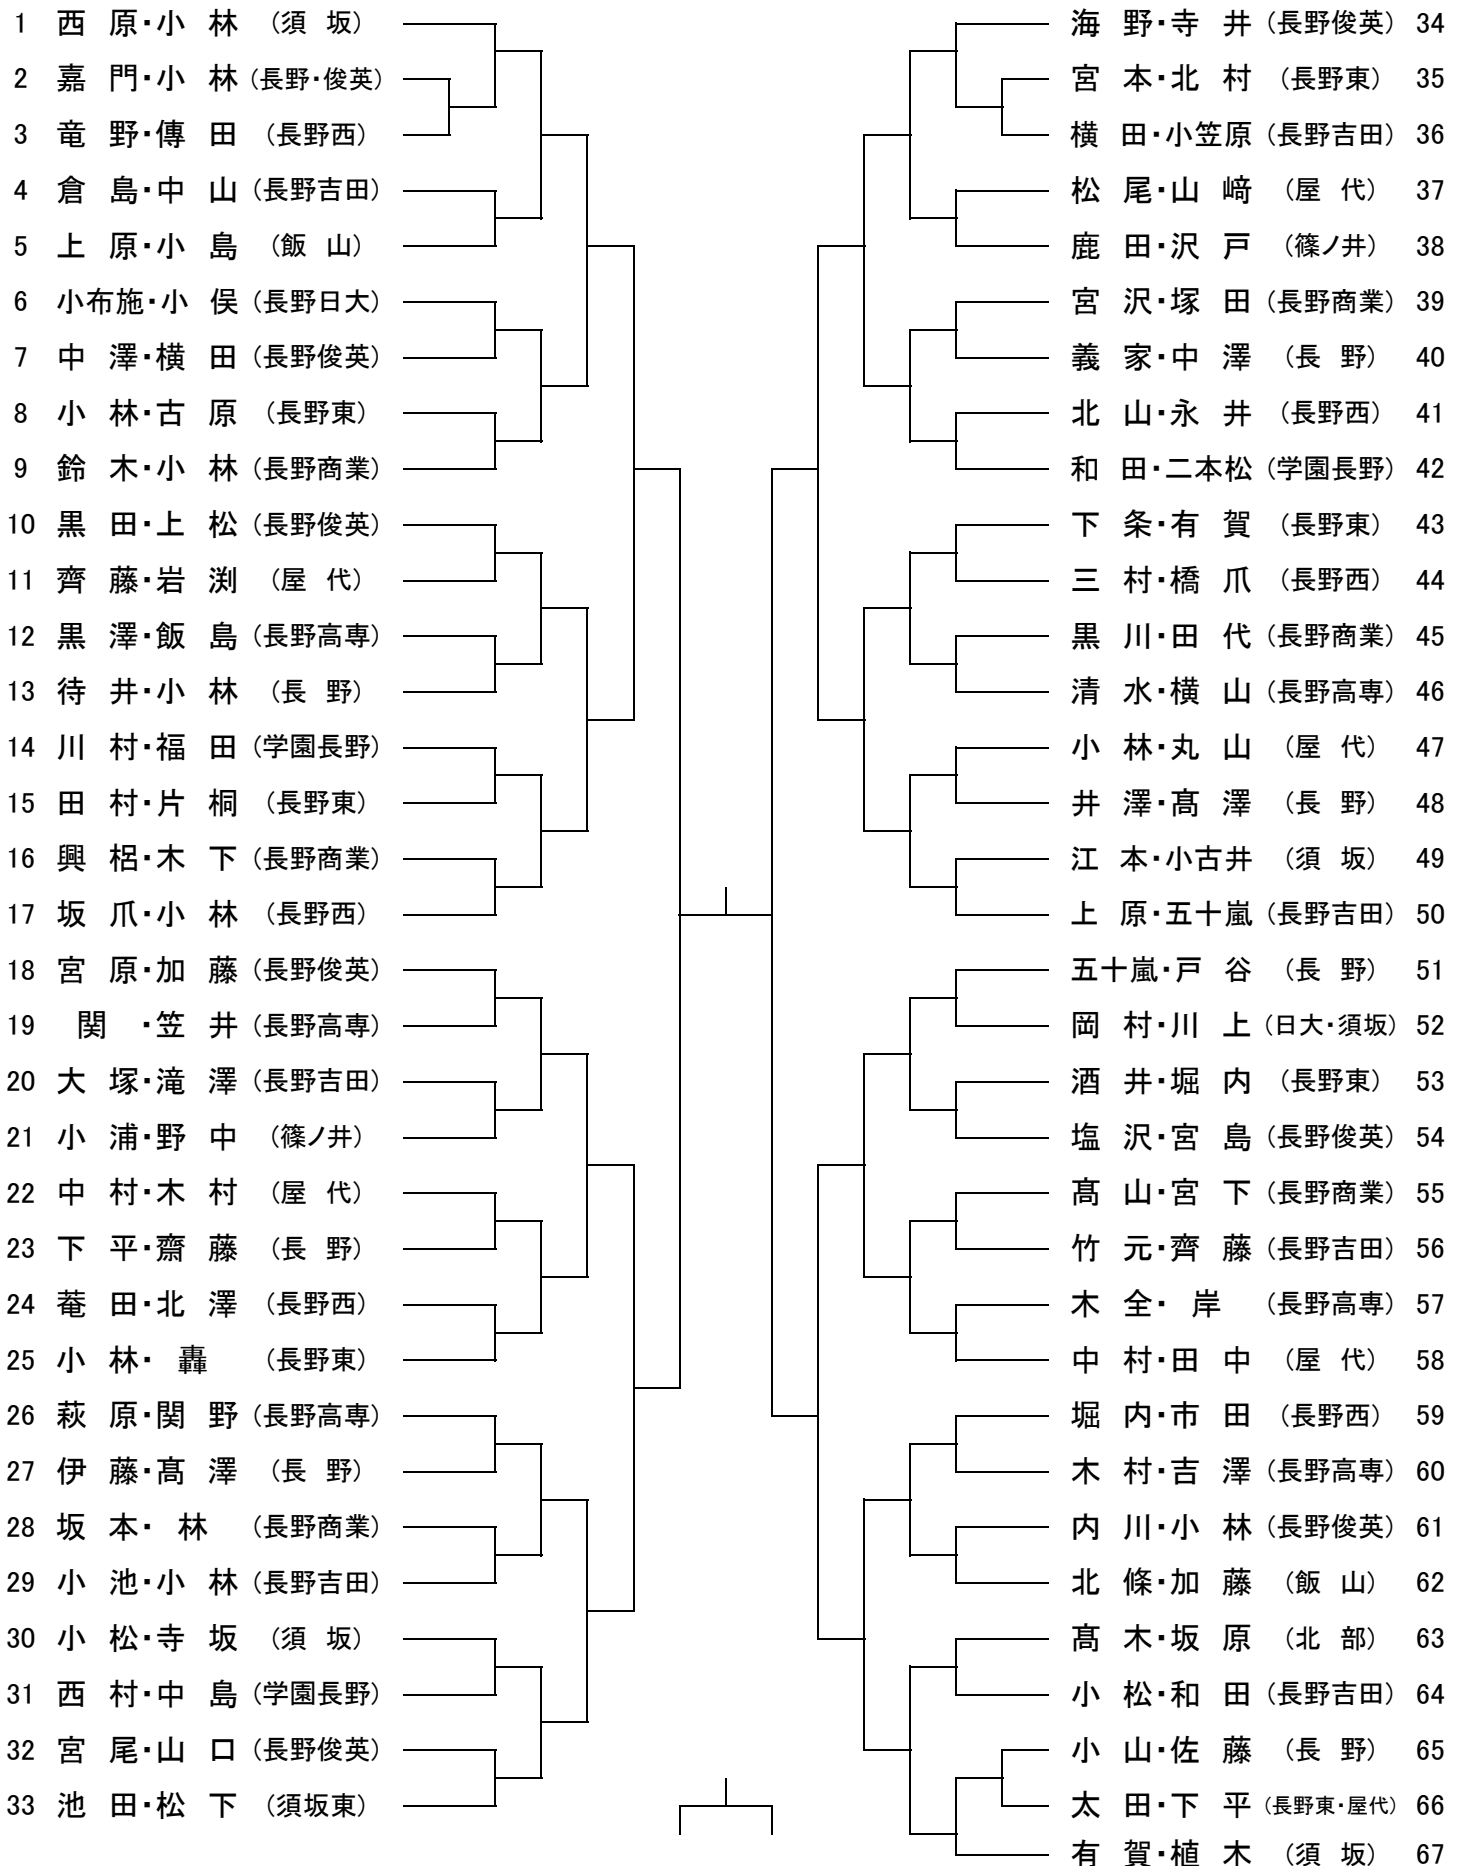 1 西原・小林 (須坂)
2 嘉門・小林 (長野・俊英)
3 竜野・傳田 (長野西)
4 倉島・中山 (長野吉田)
5 上原・小島 (飯山)
6 小布施・小俣 (長野日大)
7 中澤・横田 (長野俊英)
8 小林・古原 (長野東)
9 鈴木・小林 (長野商業)
10 黒田・上松 (長野俊英)
11 齊藤・岩渕 (屋代)
12 黒澤・飯島 (長野高専)
13 待井・小林 (長野)
14 川村・福田 (学園長野)
15 田村・片桐 (長野東)
16 興梠・木下 (長野商業)
17 坂爪・小林 (長野西)
18 宮原・加藤 (長野俊英)
19 関・笠井 (長野高専)
20 大塚・滝澤 (長野吉田)
21 小浦・野中 (篠ノ井)
22 中村・木村 (屋代)
23 下平・齋藤 (長野)
24 菴田・北澤 (長野西)
25 小林・轟 (長野東)
26 萩原・関野 (長野高専)
27 伊藤・髙澤 (長野)
28 坂本・林 (長野商業)
29 小池・小林 (長野吉田)
30 小松・寺坂 (須坂)
31 西村・中島 (学園長野)
32 宮尾・山口 (長野俊英)
33 池田・松下 (須坂東)
海野・寺井 (長野俊英) 34
宮本・北村 (長野東) 35
横田・小笠原 (長野吉田) 36
松尾・山﨑 (屋代) 37
鹿田・沢戸 (篠ノ井) 38
宮沢・塚田 (長野商業) 39
義家・中澤 (長野) 40
北山・永井 (長野西) 41
和田・二本松 (学園長野) 42
下条・有賀 (長野東) 43
三村・橋爪 (長野西) 44
黒川・田代 (長野商業) 45
清水・横山 (長野高専) 46
小林・丸山 (屋代) 47
井澤・髙澤 (長野) 48
江本・小古井 (須坂) 49
上原・五十嵐 (長野吉田) 50
五十嵐・戸谷 (長野) 51
岡村・川上 (日大・須坂) 52
酒井・堀内 (長野東) 53
塩沢・宮島 (長野俊英) 54
髙山・宮下 (長野商業) 55
竹元・齊藤 (長野吉田) 56
木全・岸 (長野高専) 57
中村・田中 (屋代) 58
堀内・市田 (長野西) 59
木村・吉澤 (長野高専) 60
内川・小林 (長野俊英) 61
北條・加藤 (飯山) 62
髙木・坂原 (北部) 63
小松・和田 (長野吉田) 64
小山・佐藤 (長野) 65
太田・下平 (長野東・屋代) 66
有賀・植木 (須坂) 67